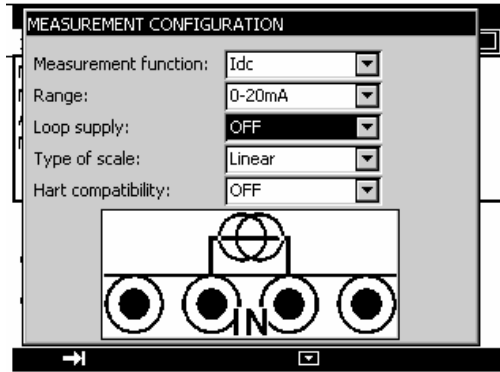 MEASUREMENT CONFIGURATION
Measurement function: Idc
Range: 0-20mA
Loop supply: OFF
Type of scale: Linear
Hart compatibility: OFF
IN